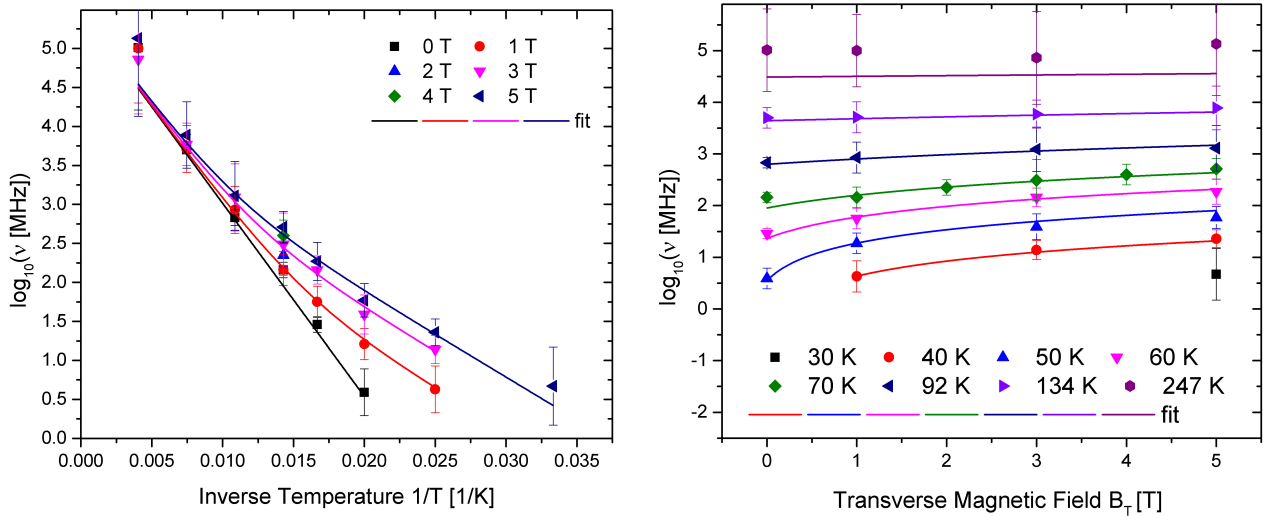 5.0
4.5
4.0
3.5
3.0
2.5
2.0
1.5
1.0
0.5
0.0
log10(ν [MHz])
0 T 1 T
2 T 3 T
4 T 5 T
fit
0.000 0.005 0.010 0.015 0.020 0.025 0.030 0.035
Inverse Temperature 1/T [1/K]
5
4
3
2
1
0
-1
-2
log10(ν [MHz])
30 K 40 K 50 K 60 K
70 K 92 K 134 K 247 K
fit
0 1 2 3 4 5
Transverse Magnetic Field BT [T]